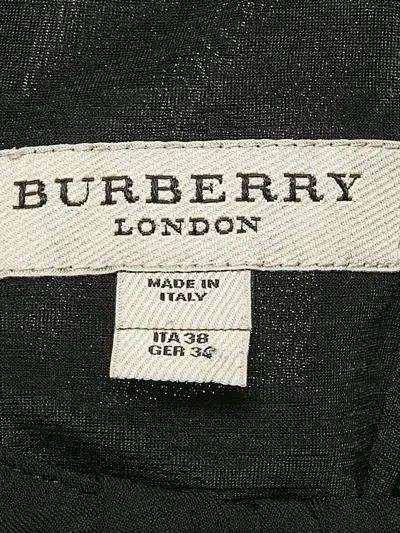 BURBERRY
LONDON
MADE IN
ITALY
ITA 38
GER 34